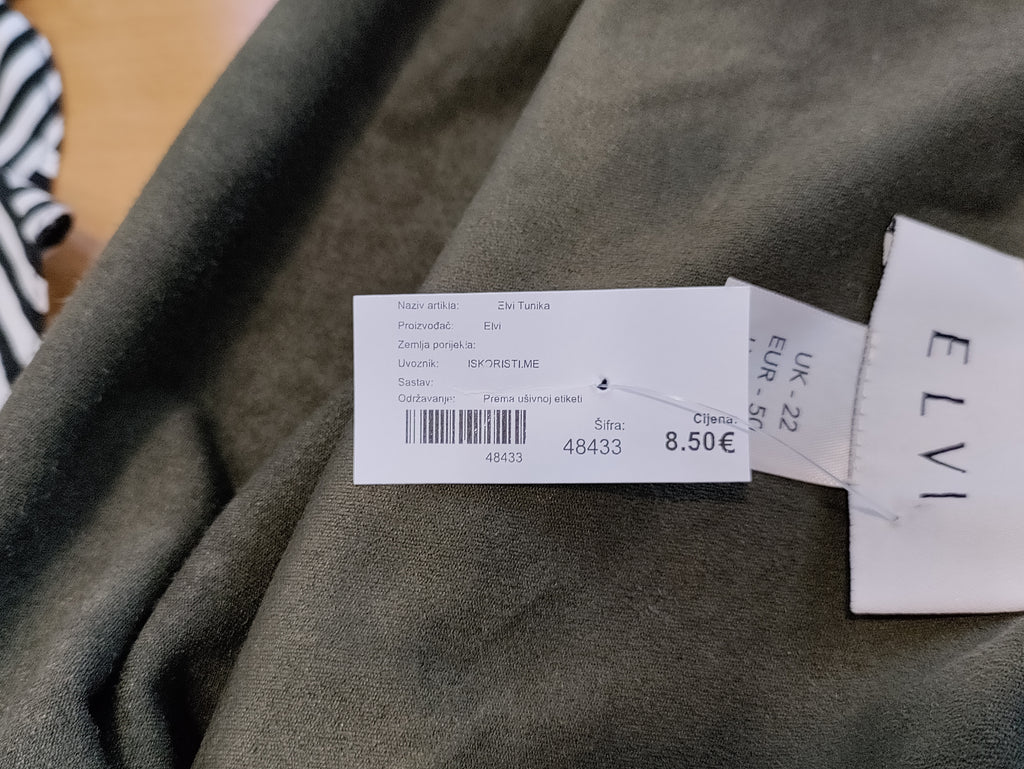 Naziv artikla: Elvi Tunika
Proizvođač: Elvi
Zemlja porijekla:
Uvoznik: ISKORISTI.ME
Sastav:
Održavanje: Prema ušivnoj etiketi
48433
Šifra:
48433
Cijena:
8.50€
UK - 22
EUR - 50
ELVI